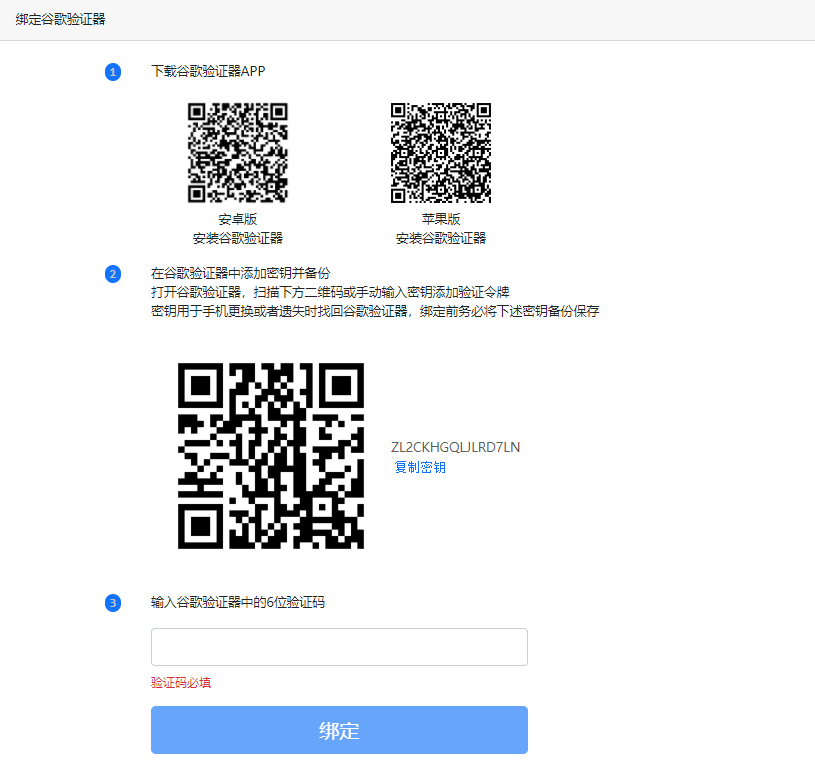 绑定谷歌验证器
1 下载谷歌验证器APP
安卓版
安装谷歌验证器
苹果版
安装谷歌验证器
2 在谷歌验证器中添加密钥并备份
打开谷歌验证器，扫描下方二维码或手动输入密钥添加验证令牌
密钥用于手机更换或者遗失时找回谷歌验证器，绑定前务必将下述密钥备份保存
ZL2CKHGQLJLRD7LN
复制密钥
3 输入谷歌验证器中的6位验证码
验证码必填
绑定